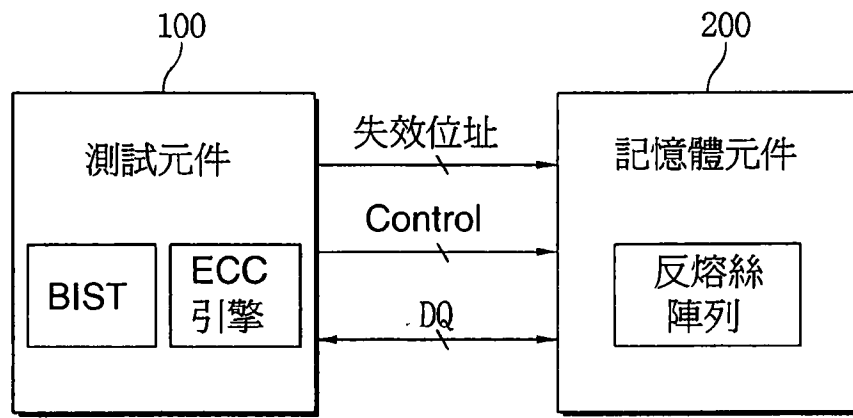 100
200
測試元件
失效位址
記憶體元件
Control
BIST
ECC
引擎
DQ
反熔絲
陣列